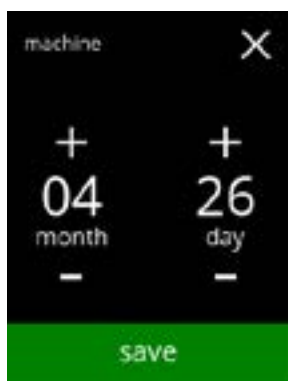 machine
+ +
04 26
month day
- -
save